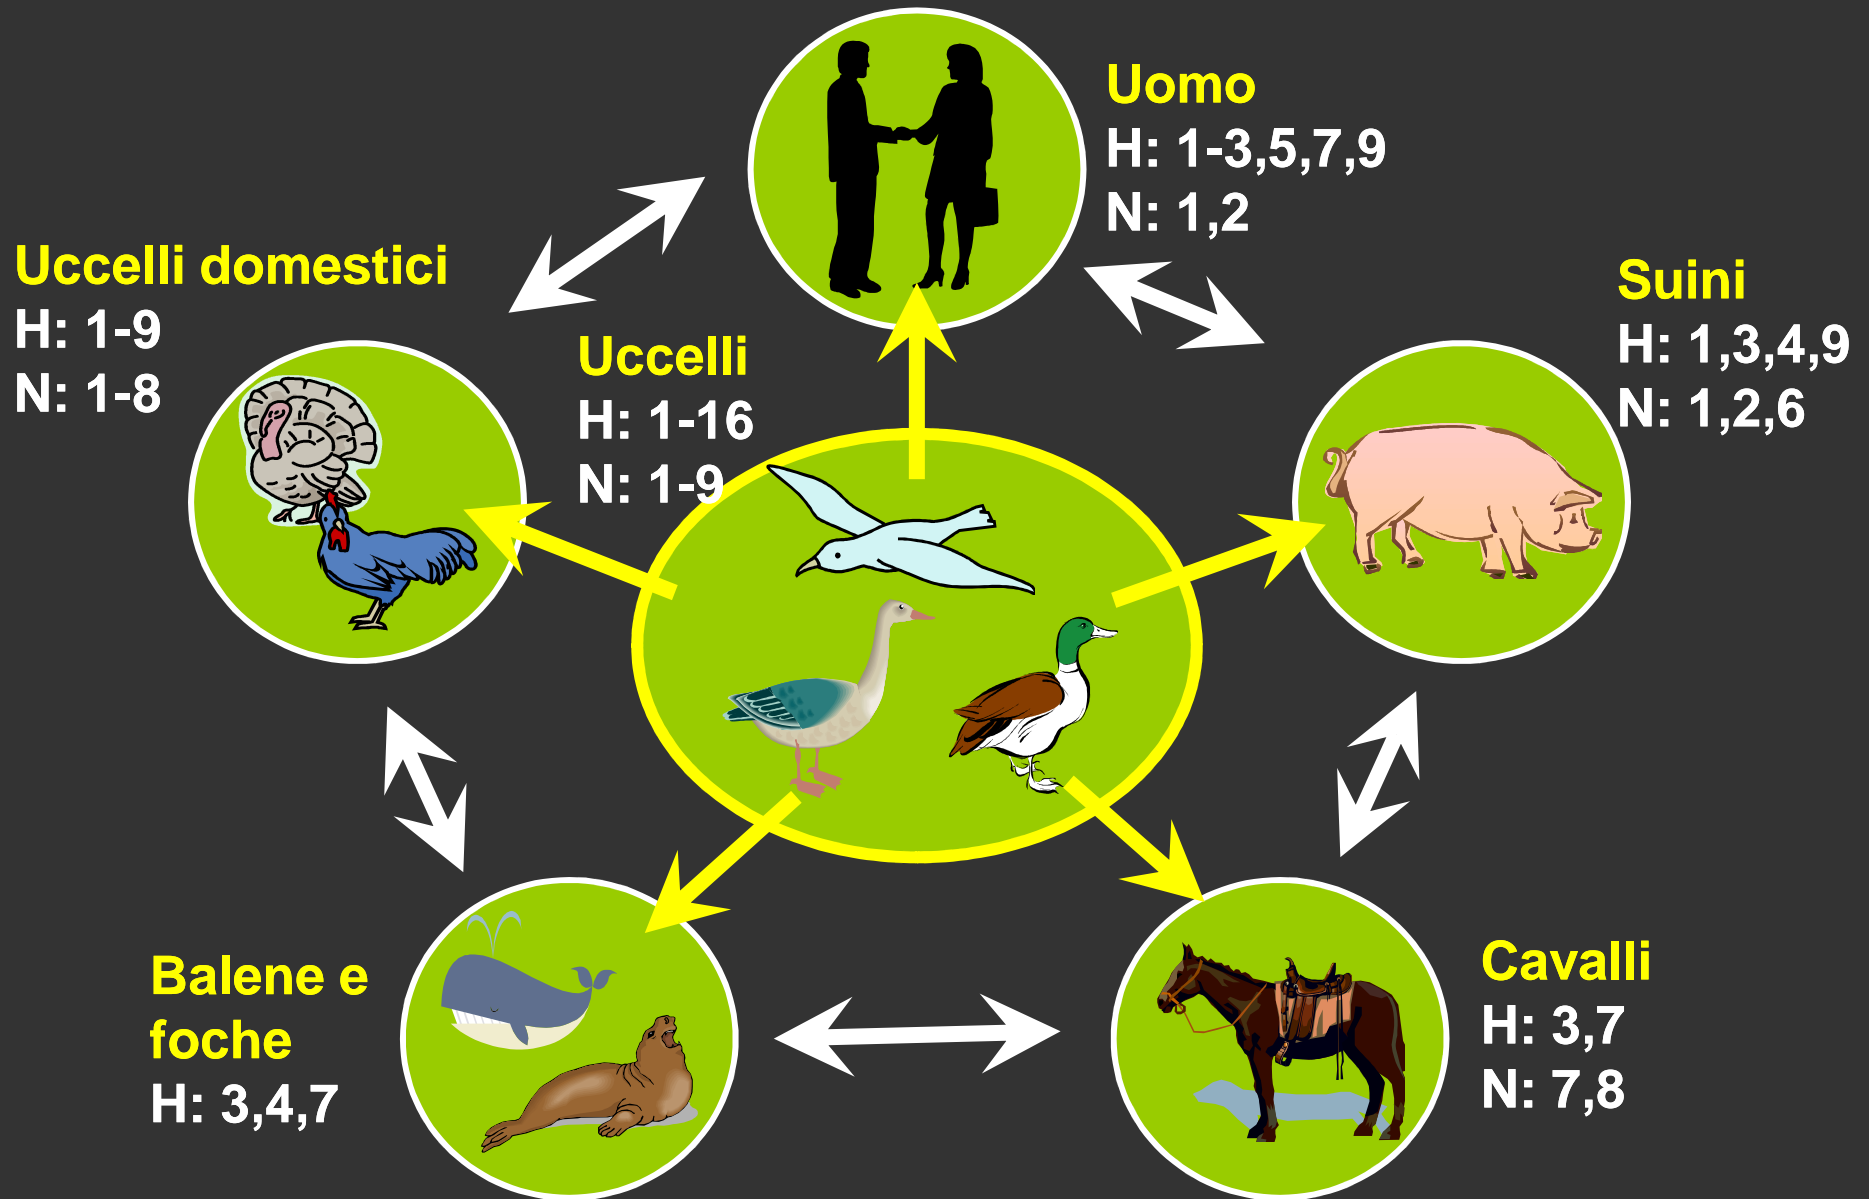 Uomo
H: 1-3,5,7,9
N: 1,2
Uccelli domestici
H: 1-9
N: 1-8
Uccelli
H: 1-16
N: 1-9
Suini
H: 1,3,4,9
N: 1,2,6
Balene e
foche
H: 3,4,7
Cavalli
H: 3,7
N: 7,8